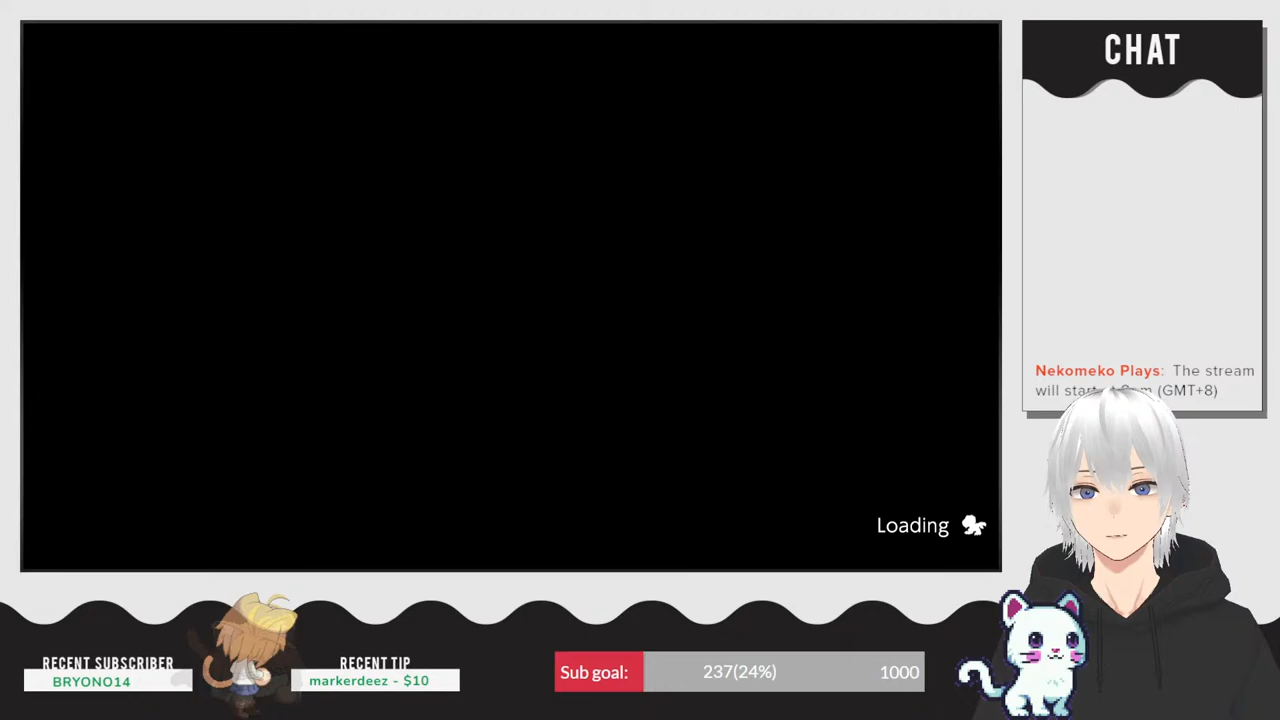 CHAT
Nekomeko Plays: The stream
will (GMT+8)
Loading
RECENT SUBSCRIBER
BRYONO14
RECENT TIP
markerdeez - $10
Sub goal: 237(24%) 1000